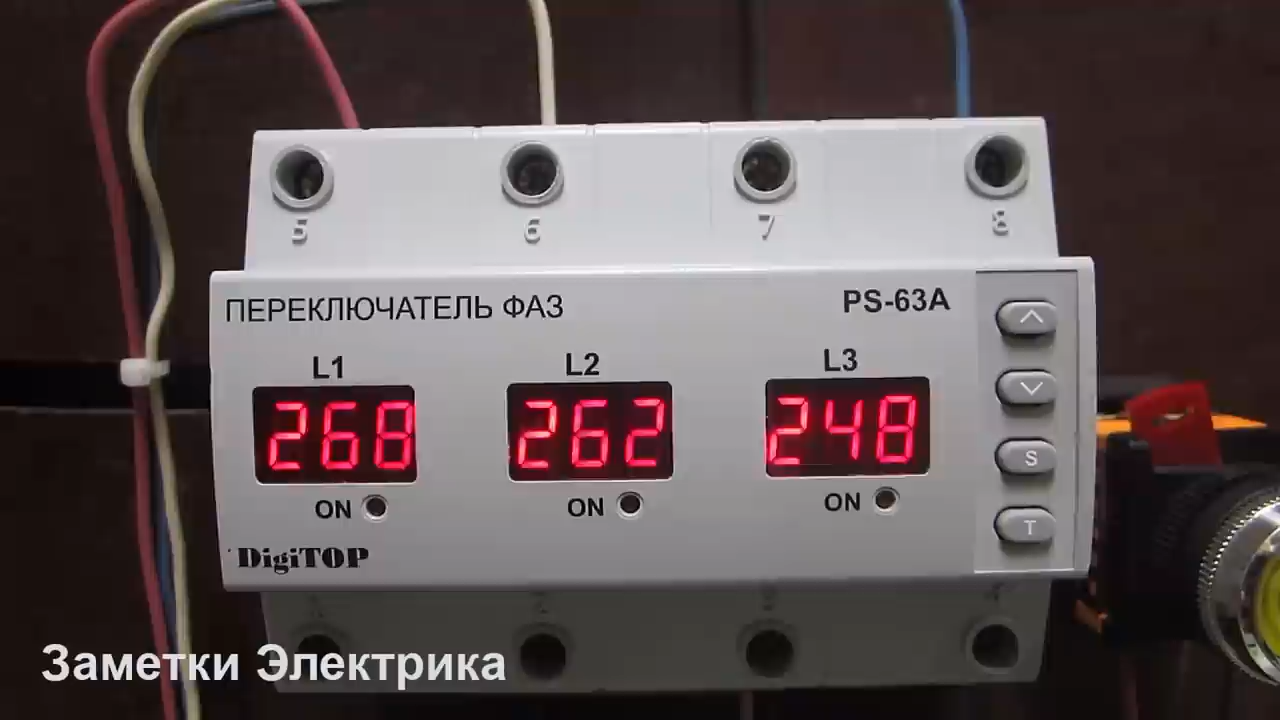 5 6 7 8
ПЕРЕКЛЮЧАТЕЛЬ ФАЗ PS-63A
L1 L2 L3
268 262 248
ON ON ON
S
T
DigiTOP
Заметки Электрика